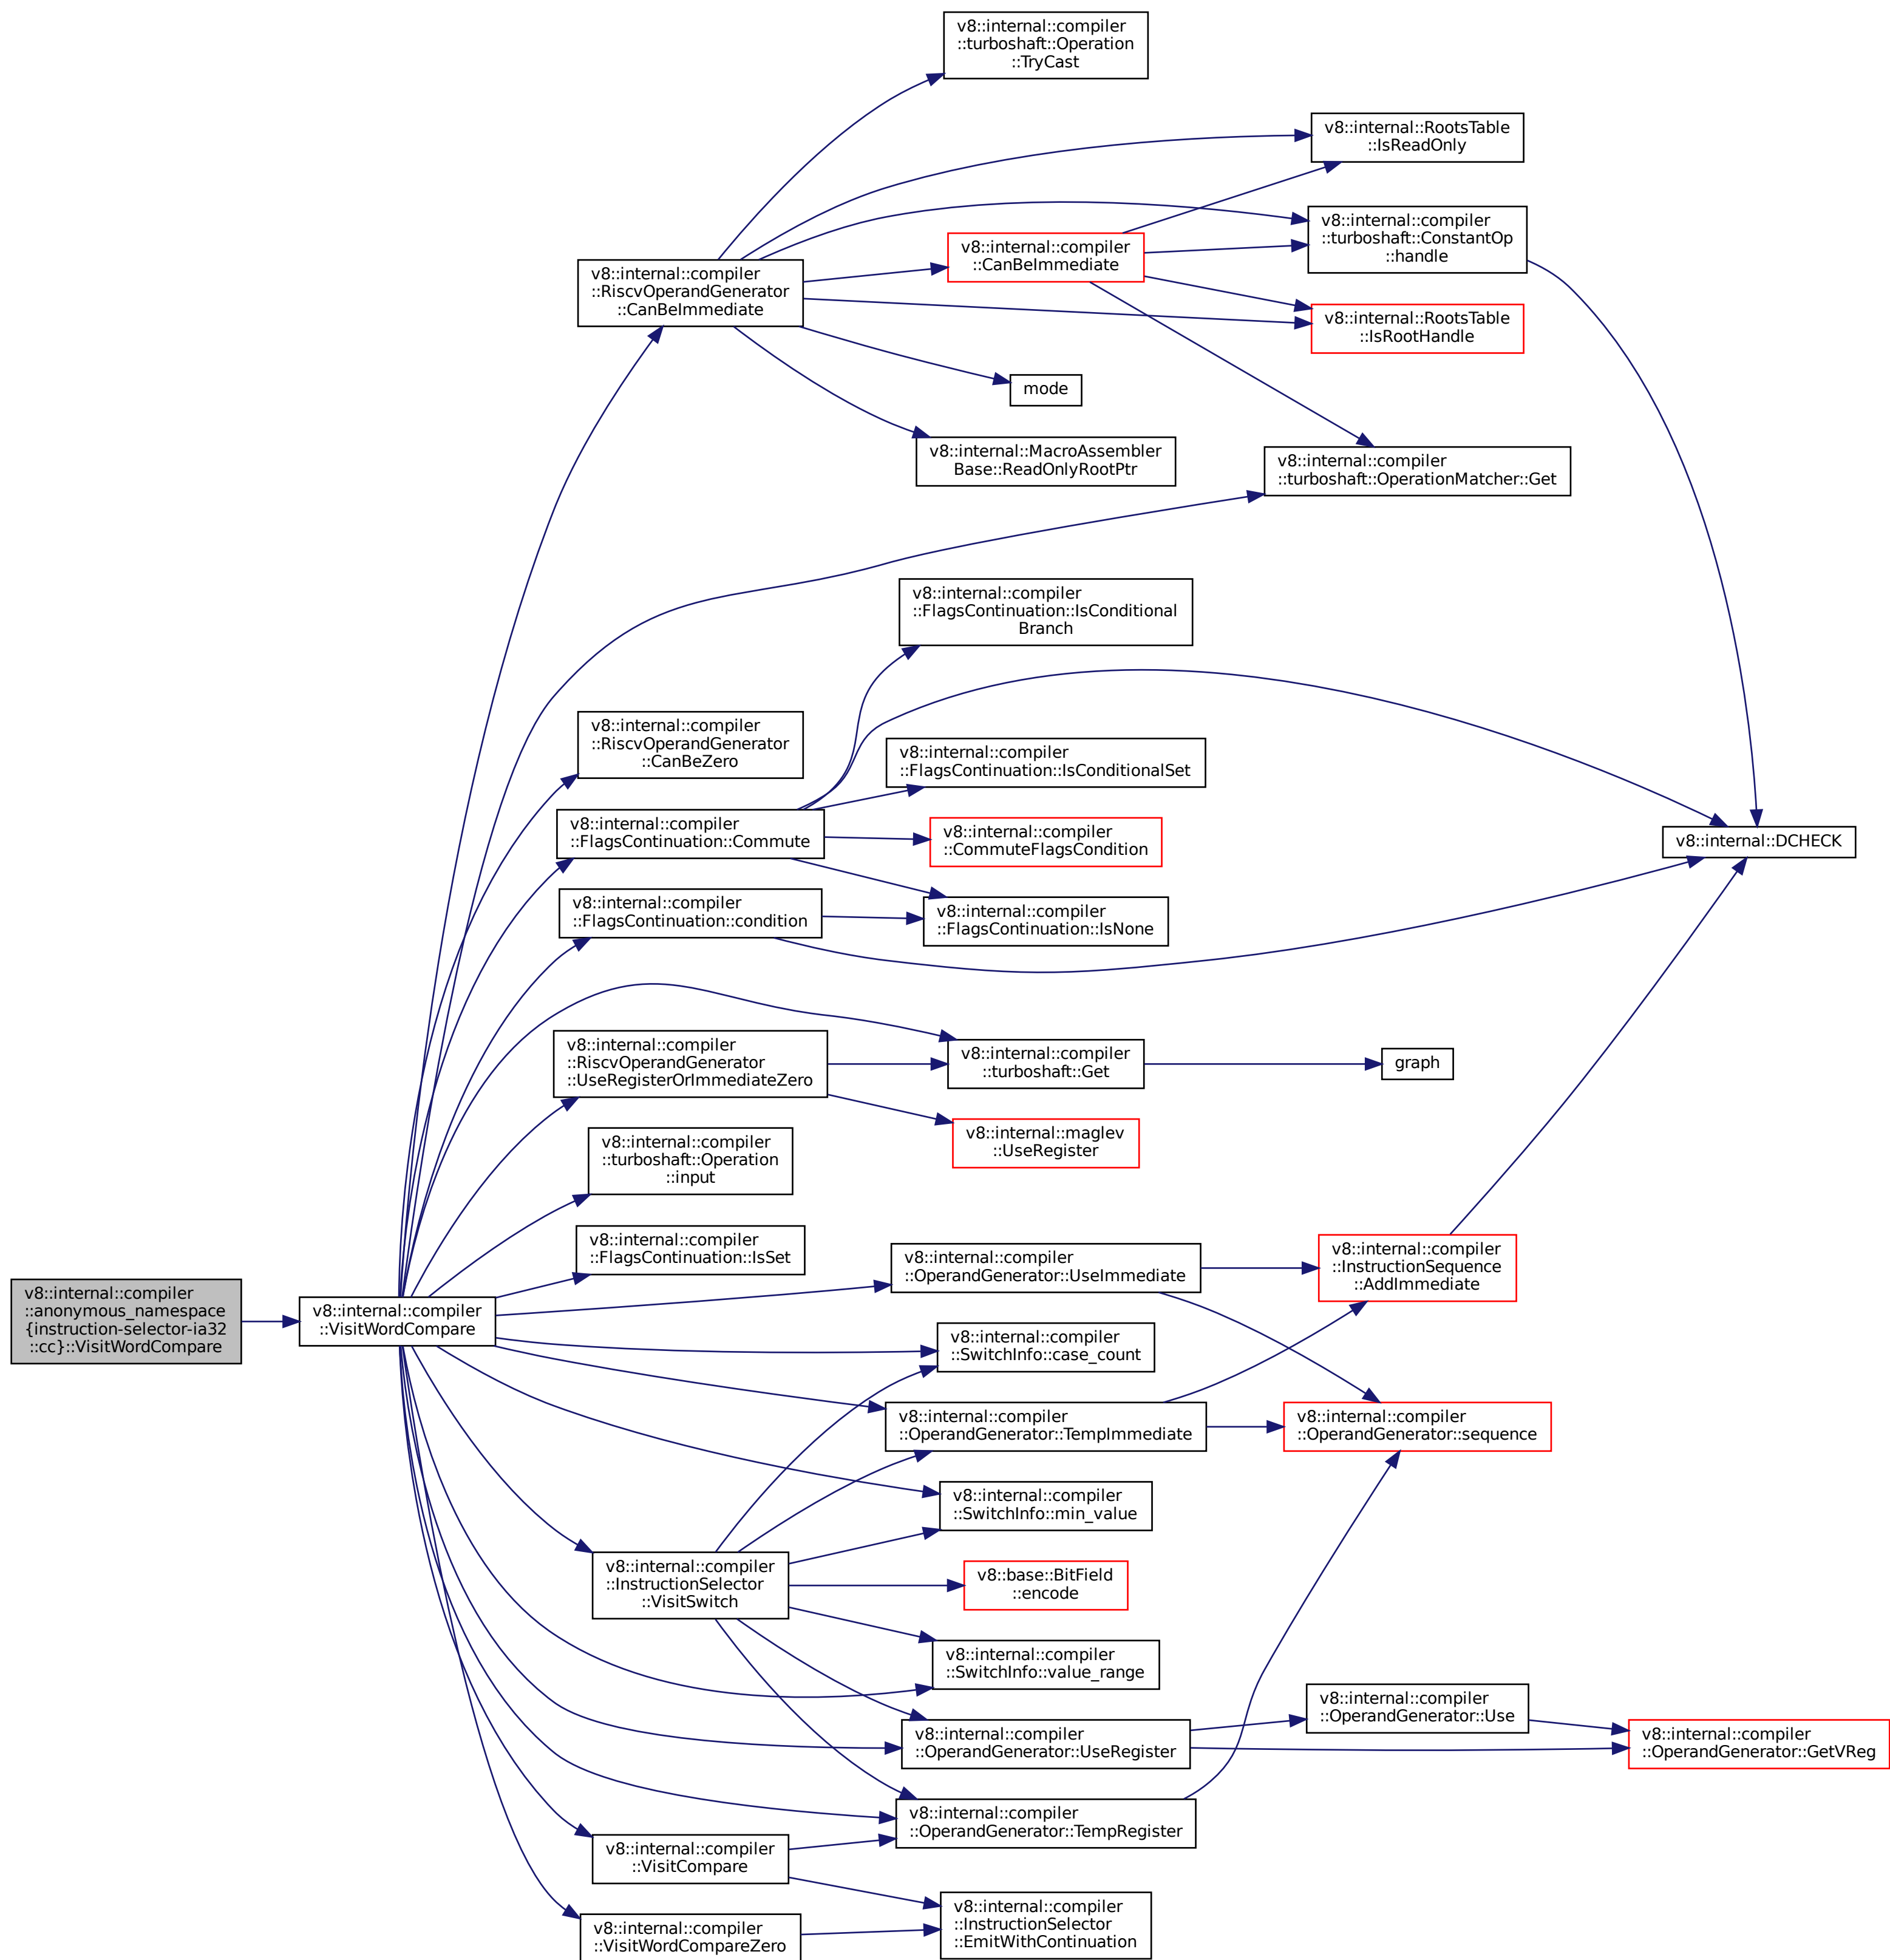 v8::internal::compiler
::turboshaft::Operation
::TryCast
v8::internal::RootsTable
::IsReadOnly
v8::internal::compiler
::turboshaft::ConstantOp
::handle
v8::internal::compiler
::CanBeImmediate
v8::internal::compiler
::RiscvOperandGenerator
::CanBeImmediate
v8::internal::RootsTable
::IsRootHandle
mode
v8::internal::MacroAssembler
Base::ReadOnlyRootPtr
v8::internal::compiler
::turboshaft::OperationMatcher::Get
v8::internal::compiler
::FlagsContinuation::IsConditional
Branch
v8::internal::compiler
::RiscvOperandGenerator
::CanBeZero
v8::internal::compiler
::FlagsContinuation::IsConditionalSet
v8::internal::compiler
::FlagsContinuation::Commute
v8::internal::compiler
::CommuteFlagsCondition
v8::internal::DCHECK
v8::internal::compiler
::FlagsContinuation::condition
v8::internal::compiler
::FlagsContinuation::IsNone
v8::internal::compiler
::RiscvOperandGenerator
::UseRegisterOrImmediateZero
v8::internal::compiler
::turboshaft::Get
graph
v8::internal::maglev
::UseRegister
v8::internal::compiler
::turboshaft::Operation
::input
v8::internal::compiler
::FlagsContinuation::IsSet
v8::internal::compiler
::OperandGenerator::UseImmediate
v8::internal::compiler
::InstructionSequence
::AddImmediate
v8::internal::compiler
::anonymous_namespace
{instruction-selector-ia32
::cc}::VisitWordCompare
v8::internal::compiler
::VisitWordCompare
v8::internal::compiler
::SwitchInfo::case_count
v8::internal::compiler
::OperandGenerator::TempImmediate
v8::internal::compiler
::OperandGenerator::sequence
v8::internal::compiler
::SwitchInfo::min_value
v8::internal::compiler
::InstructionSelector
::VisitSwitch
v8::base::BitField
::encode
v8::internal::compiler
::SwitchInfo::value_range
v8::internal::compiler
::OperandGenerator::Use
v8::internal::compiler
::OperandGenerator::UseRegister
v8::internal::compiler
::OperandGenerator::GetVReg
v8::internal::compiler
::OperandGenerator::TempRegister
v8::internal::compiler
::VisitCompare
v8::internal::compiler
::InstructionSelector
::EmitWithContinuation
v8::internal::compiler
::VisitWordCompareZero